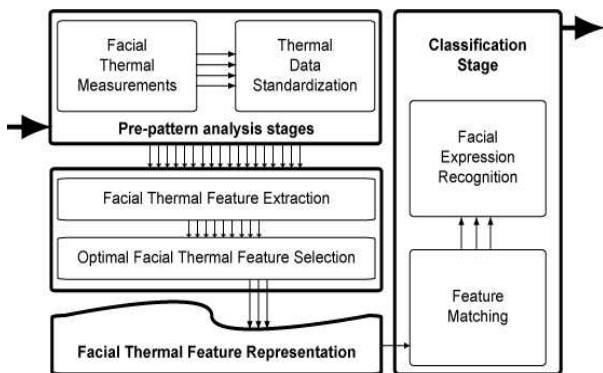 Facial
Thermal
Measurements
Thermal
Data
Standardization
Pre-pattern analysis stages
Facial Thermal Feature Extraction
Optimal Facial Thermal Feature Selection
Facial Thermal Feature Representation
Classification
Stage
Facial
Expression
Recognition
Feature
Matching